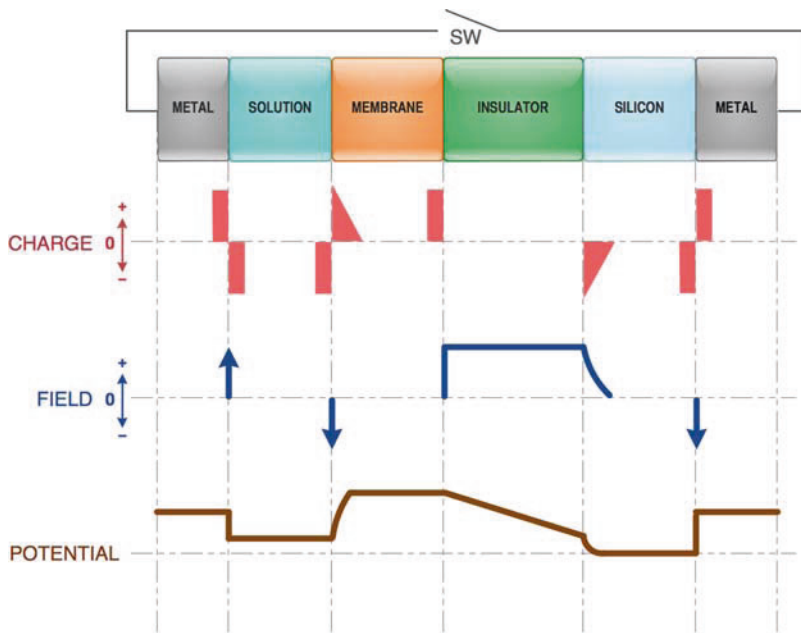 SW
METAL SOLUTION MEMBRANE INSULATOR SILICON METAL
+
CHARGE 0
−
+
FIELD 0
−
POTENTIAL